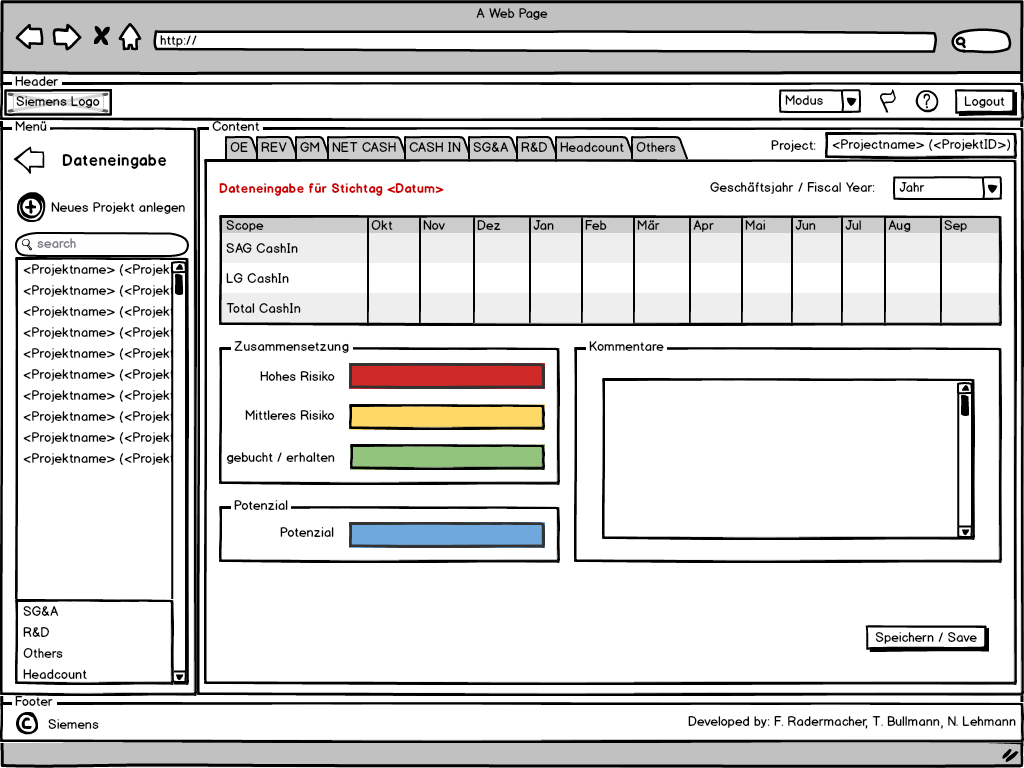 A Web Page
http://
Header
Siemens Logo
Modus
?
Logout
Menü
Dateneingabe
Neues Projekt anlegen
search
<Projektname> (<Projek
<Projektname> (<Projek
<Projektname> (<Projek
<Projektname> (<Projek
<Projektname> (<Projek
<Projektname> (<Projek
<Projektname> (<Projek
<Projektname> (<Projek
<Projektname> (<Projek
<Projektname> (<Projek
SG&A
R&D
Others
Headcount
Content
OE REV GM NET CASH CASH IN SG&A R&D Headcount Others
Project: <Projectname> (<ProjektID>)
Dateneingabe für Stichtag <Datum>
Geschäftsjahr / Fiscal Year: Jahr
Scope Okt Nov Dez Jan Feb Mär Apr Mai Jun Jul Aug Sep
SAG CashIn
LG CashIn
Total CashIn
Zusammensetzung
Hohes Risiko
Mittleres Risiko
gebucht / erhalten
Potenzial
Potenzial
Kommentare
Speichern / Save
Footer
© Siemens
Developed by: F. Radermacher, T. Bullmann, N. Lehmann